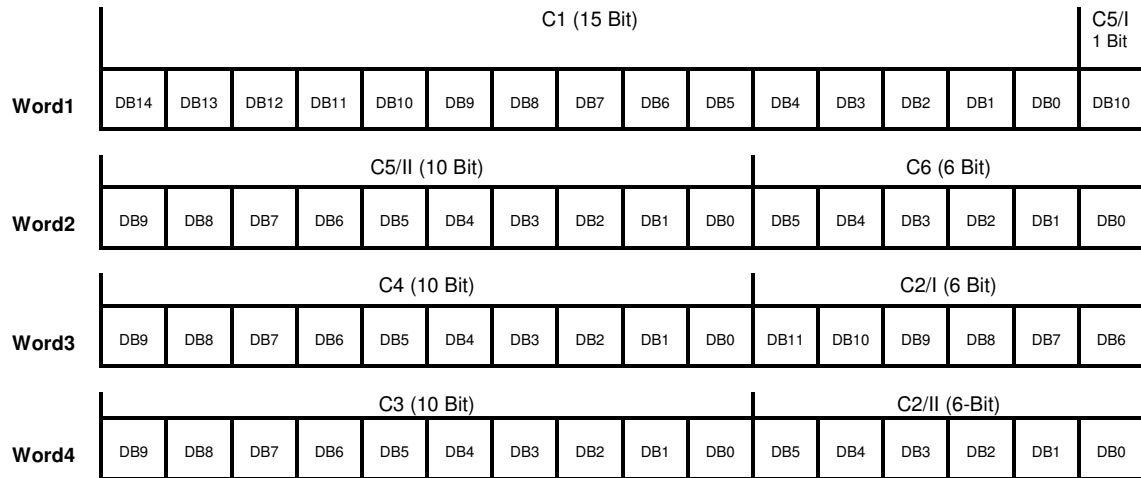 C1 (15 Bit) C5/I
1 Bit
Word1 DB14 DB13 DB12 DB11 DB10 DB9 DB8 DB7 DB6 DB5 DB4 DB3 DB2 DB1 DB0 DB10
C5/II (10 Bit) C6 (6 Bit)
Word2 DB9 DB8 DB7 DB6 DB5 DB4 DB3 DB2 DB1 DB0 DB5 DB4 DB3 DB2 DB1 DB0
C4 (10 Bit) C2/I (6 Bit)
Word3 DB9 DB8 DB7 DB6 DB5 DB4 DB3 DB2 DB1 DB0 DB11 DB10 DB9 DB8 DB7 DB6
C3 (10 Bit) C2/II (6-Bit)
Word4 DB9 DB8 DB7 DB6 DB5 DB4 DB3 DB2 DB1 DB0 DB5 DB4 DB3 DB2 DB1 DB0